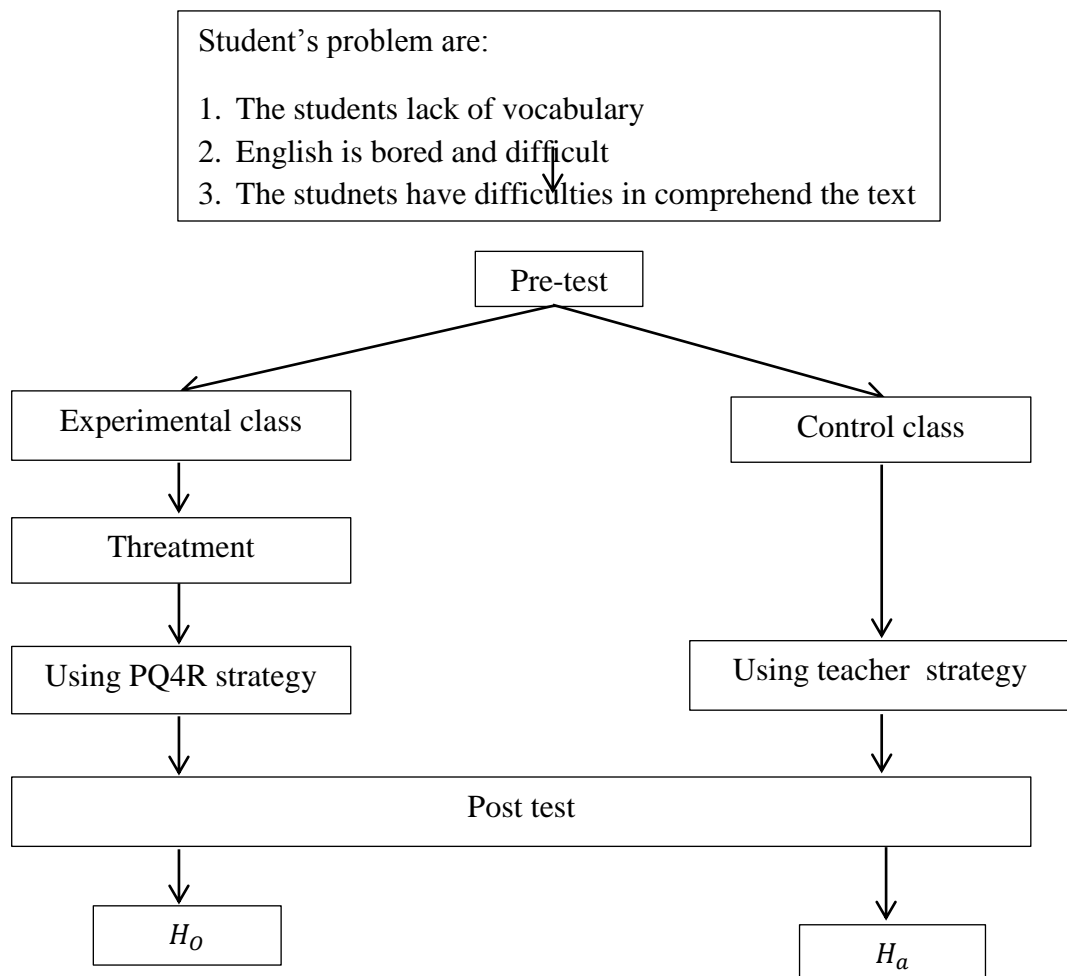 Student’s problem are:
1. The students lack of vocabulary
2. English is bored and difficult
3. The studnets have difficulties in comprehend the text
Pre-test
Experimental class
Control class
Threatment
Using PQ4R strategy
Using teacher strategy
Post test
H_O
H_a